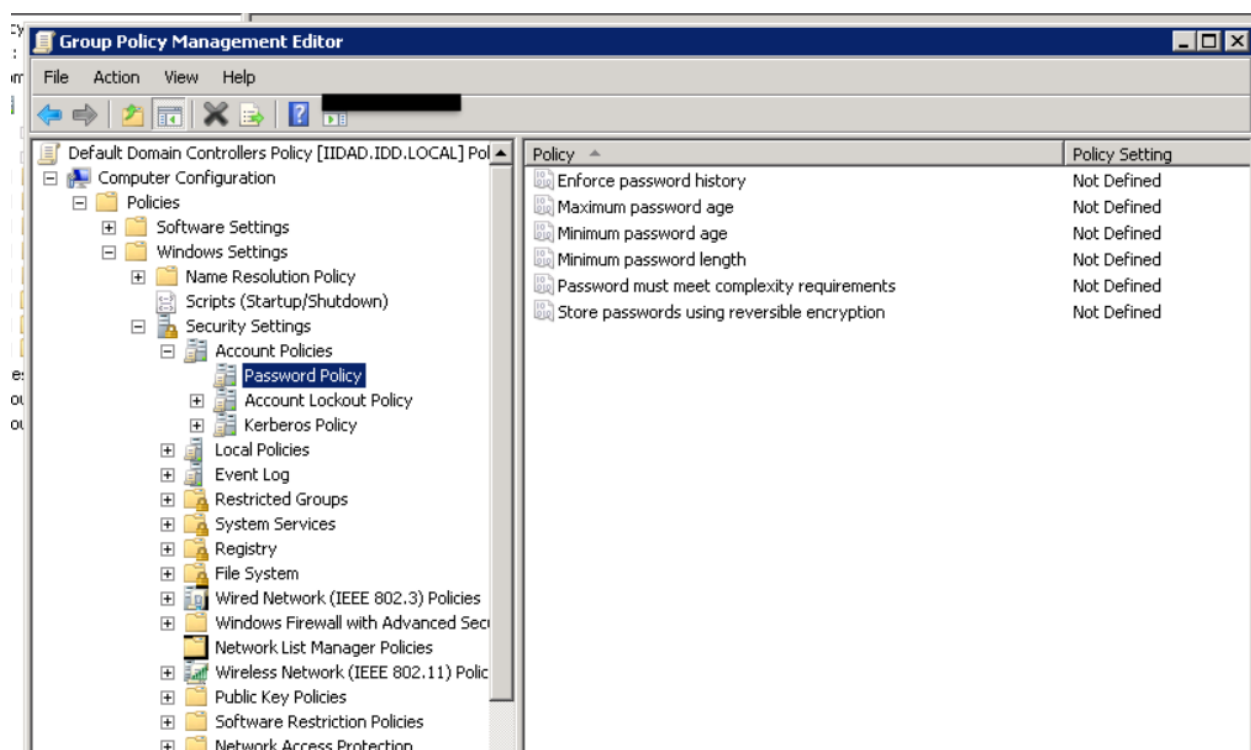 Group Policy Management Editor
File Action View Help
Default Domain Controllers Policy [IIDAD.IDD.LOCAL] Pol
Computer Configuration
Policies
Software Settings
Windows Settings
Name Resolution Policy
Scripts (Startup/Shutdown)
Security Settings
Account Policies
Password Policy
Account Lockout Policy
Kerberos Policy
Local Policies
Event Log
Restricted Groups
System Services
Registry
File System
Wired Network (IEEE 802.3) Policies
Windows Firewall with Advanced Secu
Network List Manager Policies
Wireless Network (IEEE 802.11) Polic
Public Key Policies
Software Restriction Policies
Network Access Protection
Policy Policy Setting
Enforce password history Not Defined
Maximum password age Not Defined
Minimum password age Not Defined
Minimum password length Not Defined
Password must meet complexity requirements Not Defined
Store passwords using reversible encryption Not Defined